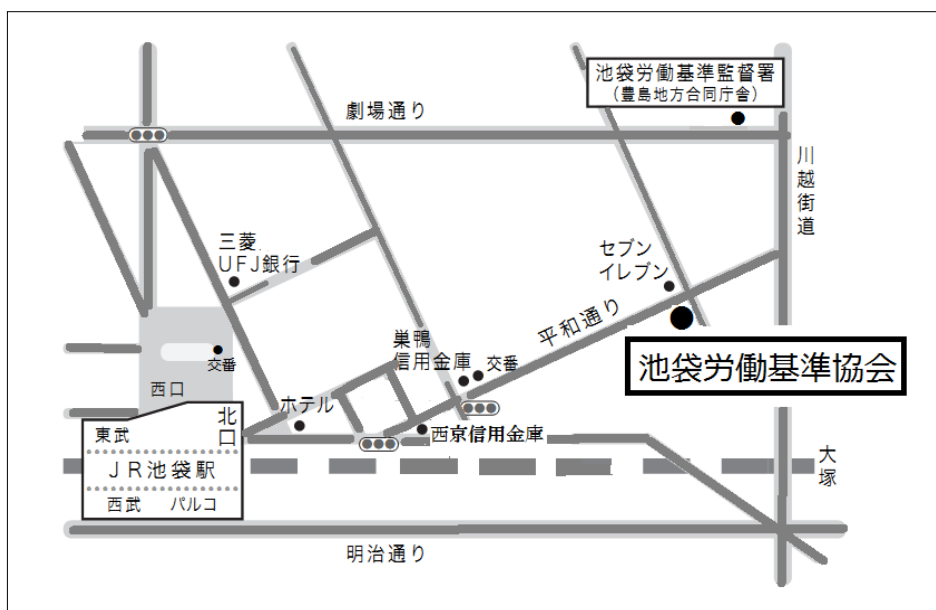 池袋労働基準監督署
(豊島地方合同庁舎)
劇場通り
川越街道
三菱
UFJ銀行
セブン
イレブン
平和通り
巣鴨
信用金庫
交番
交番
西口
池袋労働基準協会
ホテル
北口
西京信用金庫
東武
JR池袋駅
西武 パルコ
大塚
明治通り